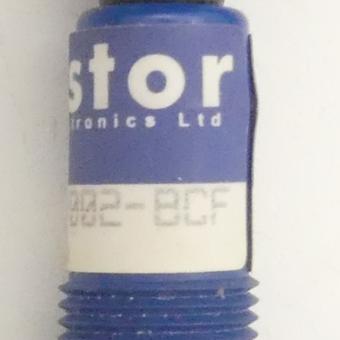 stor
tronics Ltd
002-8CF